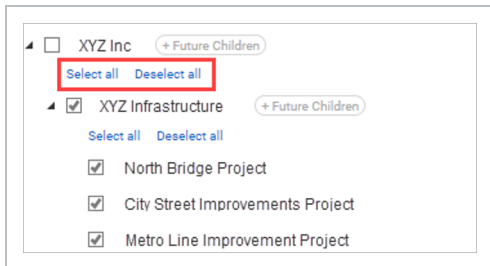 XYZ Inc + Future Children
Select all Deselect all
XYZ Infrastructure + Future Children
Select all Deselect all
North Bridge Project
City Street Improvements Project
Metro Line Improvement Project